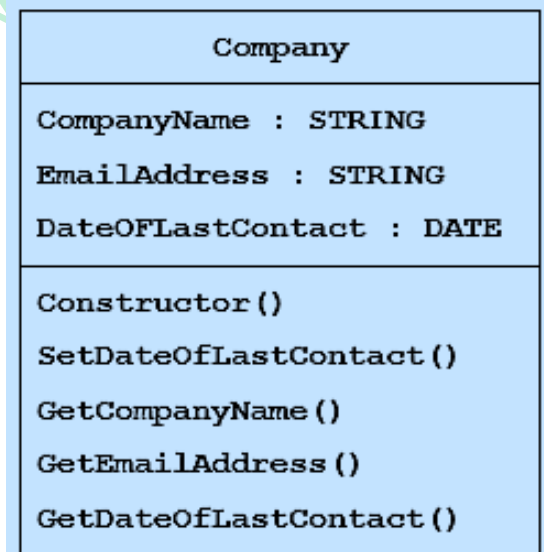 Company
CompanyName : STRING
EmailAddress : STRING
DateOFLastContact : DATE
Constructor()
SetDateOfLastContact()
GetCompanyName()
GetEmailAddress()
GetDateOfLastContact()